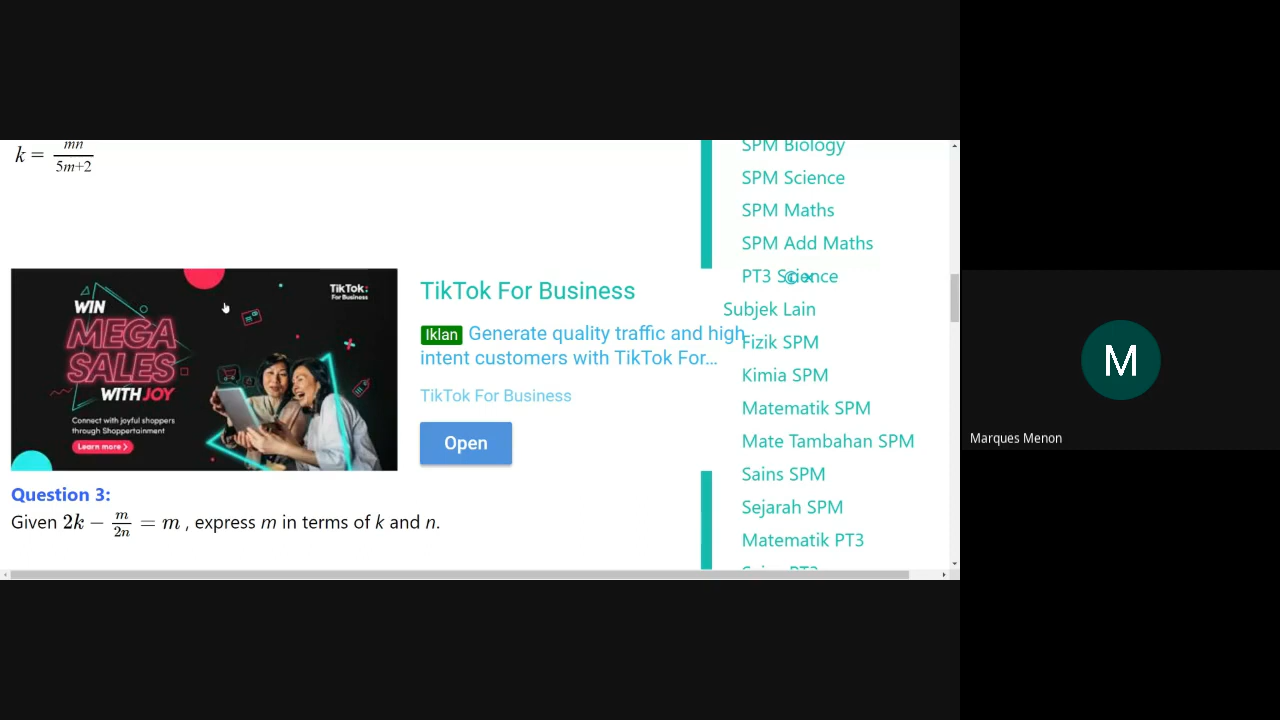 k = mn / 5m+2
WIN
MEGA
SALES
WITH JOY
Connect with joyful shoppers
through Shoppertainment
Learn more >
TikTok:
For Business
TikTok For Business
Iklan Generate quality traffic and high
intent customers with TikTok For...
TikTok For Business
Open
Question 3:
Given 2k − m/2n = m , express m in terms of k and n.
SPM Biology
SPM Science
SPM Maths
SPM Add Maths
PT3 Science
Subjek Lain
Fizik SPM
Kimia SPM
Matematik SPM
Mate Tambahan SPM
Sains SPM
Sejarah SPM
Matematik PT3
M
Marques Menon